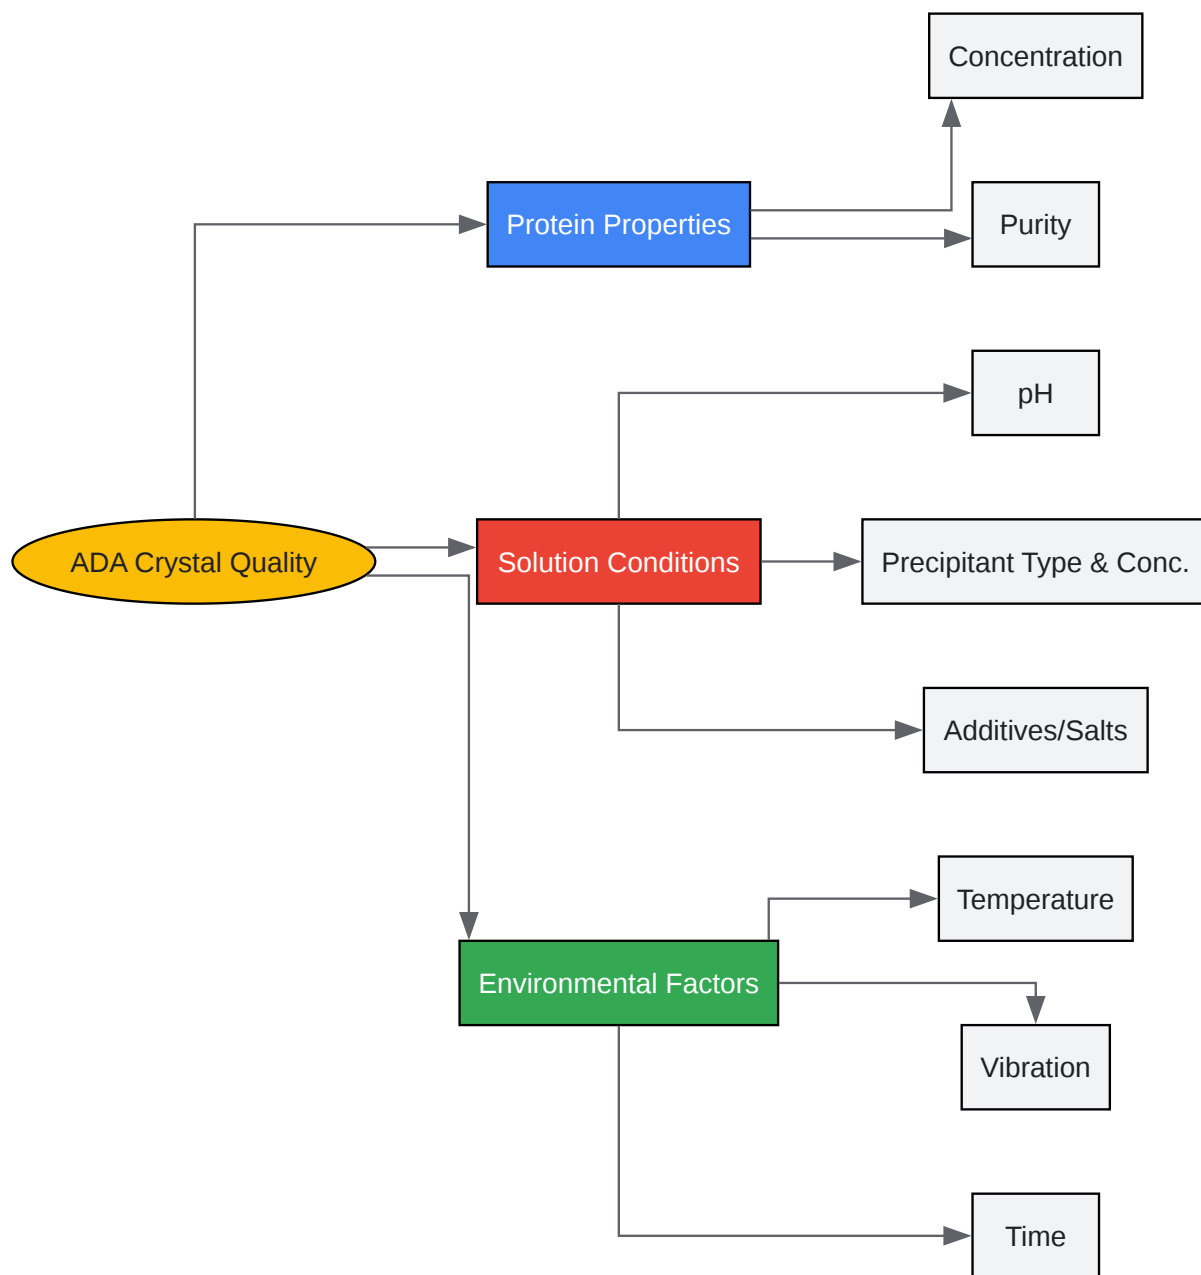 Concentration
Protein Properties
Purity
pH
ADA Crystal Quality
Solution Conditions
Precipitant Type & Conc.
Additives/Salts
Temperature
Environmental Factors
Vibration
Time